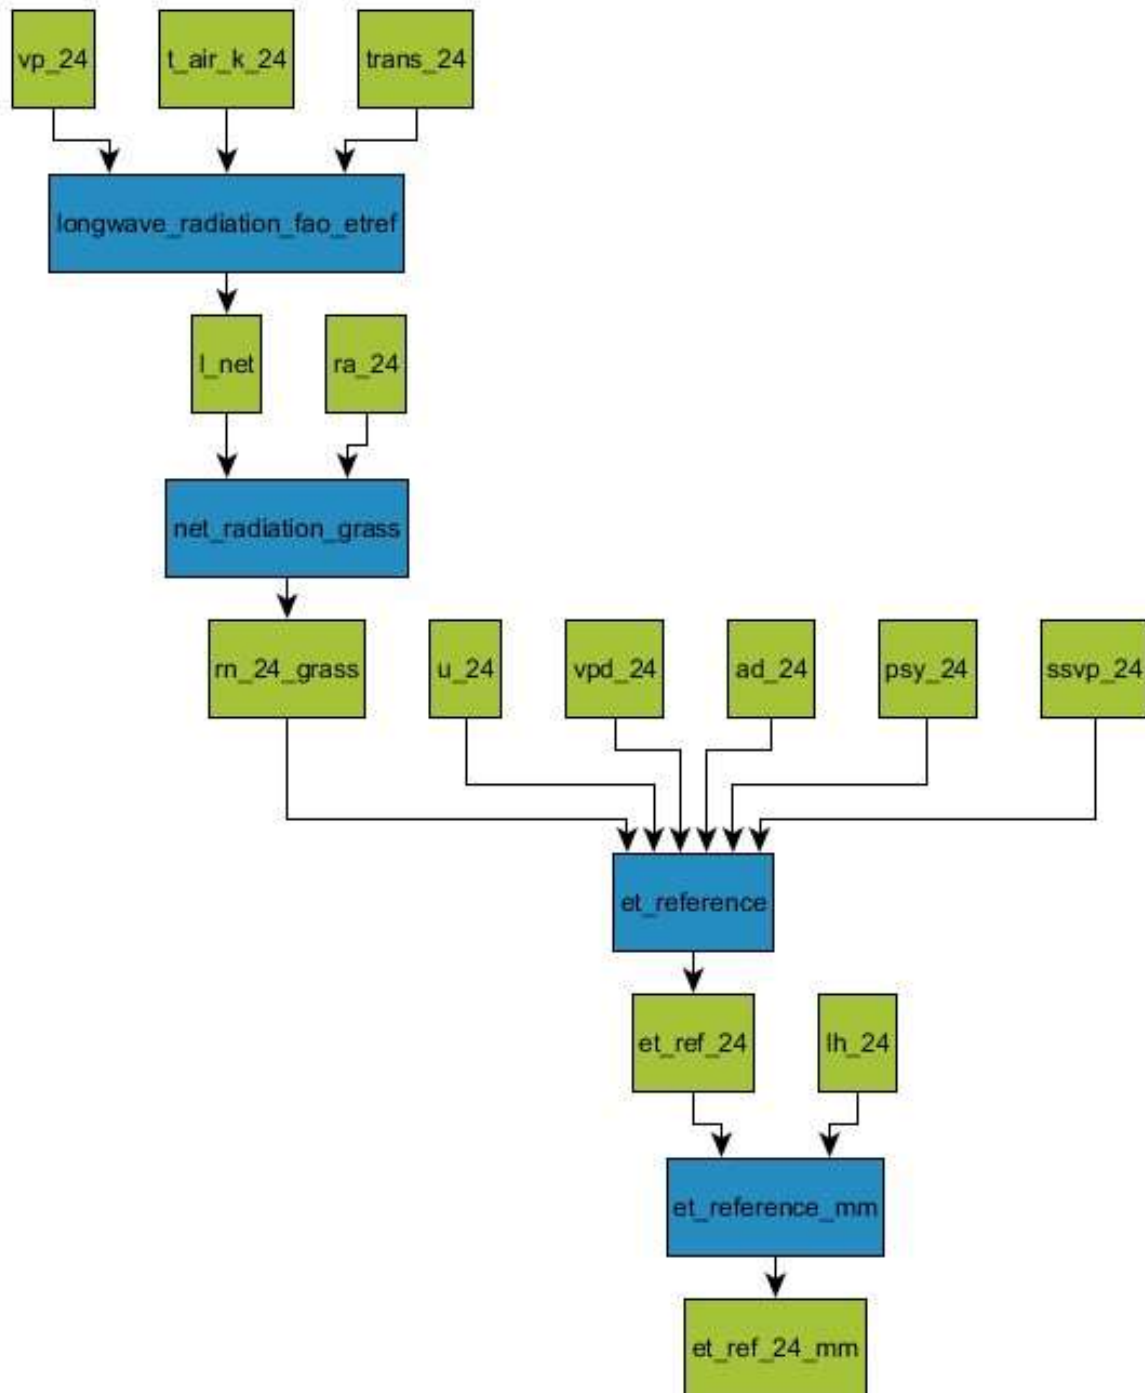 vp_24
t_air_k_24
trans_24
longwave_radiation_fao_etref
l_net
ra_24
net_radiation_grass
rn_24_grass
u_24
vpd_24
ad_24
psy_24
ssvp_24
et_reference
et_ref_24
lh_24
et_reference_mm
et_ref_24_mm